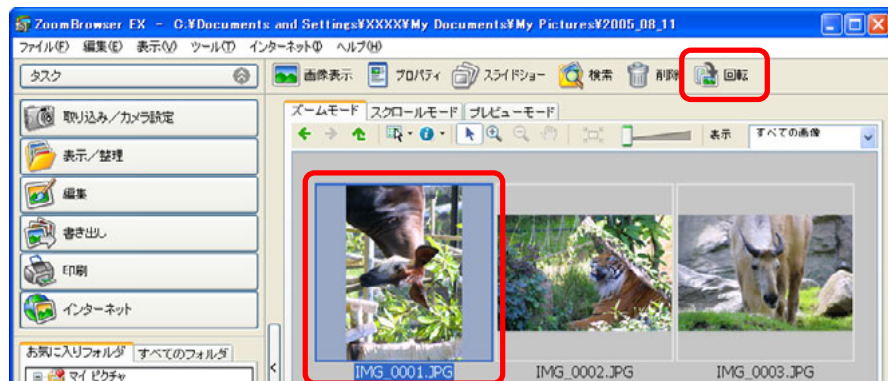 ZoomBrowser EX - G:¥Documents and Settings¥XXXX¥My Documents¥My Pictures¥2005_08_11
ファイル(F) 編集(E) 表示(V) ツール(T) インターネット(I) ヘルプ(H)
タスク
画像表示 プロパティ スライドショー 検索 削除 回転
取り込み/カメラ設定
表示/整理
編集
書き出し
印刷
インターネット
お気に入りフォルダ すべてのフォルダ
マイ ピクチャ
ズームモード スクロールモード プレビューモード
表示 すべての画像
IMG_0001.JPG IMG_0002.JPG IMG_0003.JPG